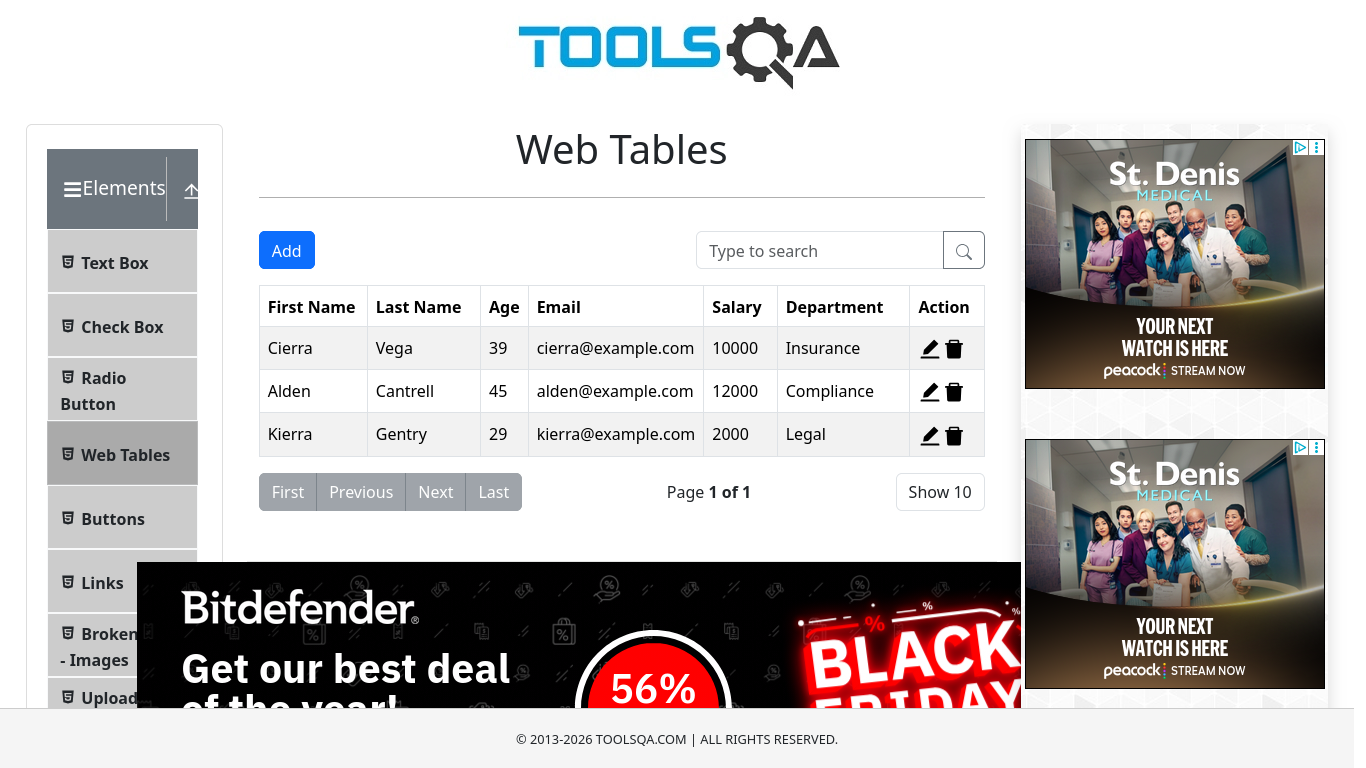 TOOLSQA
Elements
Text Box
Check Box
Radio
Button
Web Tables
Buttons
Links
Broken
- Images
Upload
Web Tables
Add
Type to search
First Name Last Name Age Email Salary Department Action
Cierra Vega 39 cierra@example.com 10000 Insurance
Alden Cantrell 45 alden@example.com 12000 Compliance
Kierra Gentry 29 kierra@example.com 2000 Legal
First Previous Next Last Page 1 of 1 Show 10
Bitdefender®
Get our best deal
of the year!
56%
BLACK
FRIDAY
St. Denis
MEDICAL
YOUR NEXT
WATCH IS HERE
peacock STREAM NOW
St. Denis
MEDICAL
YOUR NEXT
WATCH IS HERE
peacock STREAM NOW
© 2013-2026 TOOLSQA.COM | ALL RIGHTS RESERVED.